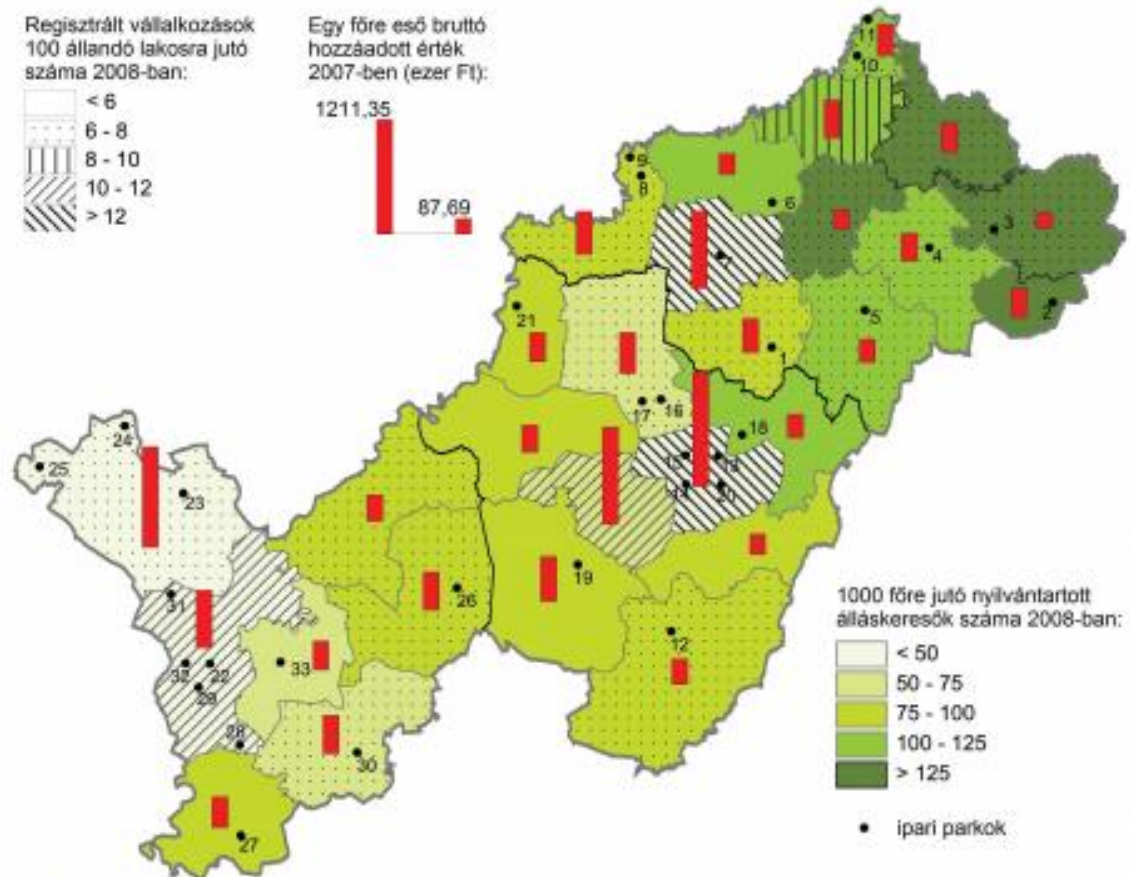 Regisztrált vállalkozások
100 állandó lakosra jutó
száma 2008-ban:
< 6
6 - 8
8 - 10
10 - 12
> 12
Egy főre eső bruttó
hozzáadott érték
2007-ben (ezer Ft):
1211,35
87,69
11
10
9
8
6
7
3
4
2
5
1
21
17
16
18
20
24
25
23
19
26
12
31
33
32
22
29
28
30
27
1000 főre jutó nyilvántartott
álláskeresők száma 2008-ban:
< 50
50 - 75
75 - 100
100 - 125
> 125
ipari parkok